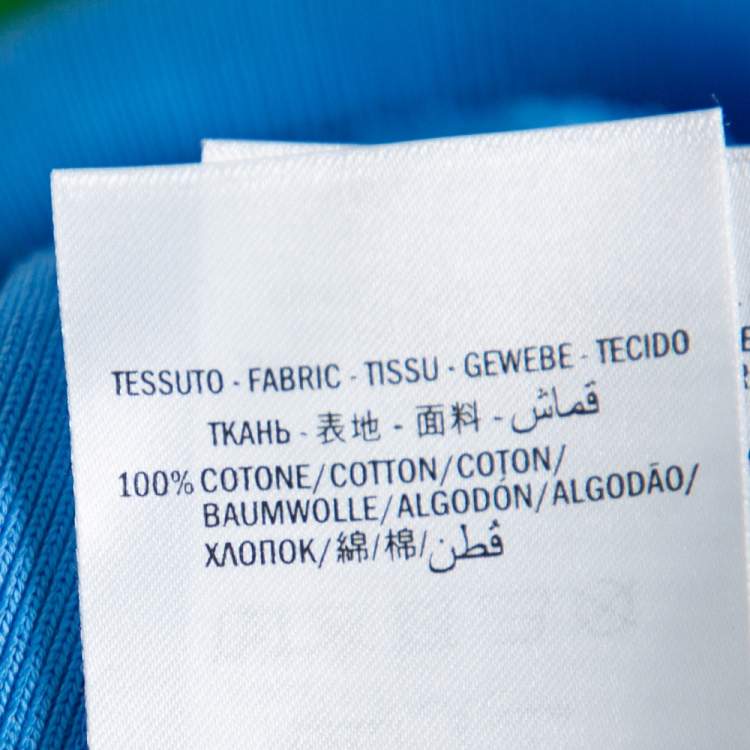 TESSUTO - FABRIC - TISSU - GEWEBE - TECIDO
ТКАНЬ - 表地 - 面料 - قماش
100% COTONE/COTTON/COTON/
BAUMWOLLE/ALGODÓN/ALGODÃO/
ХЛОПОК/綿/棉/قطن